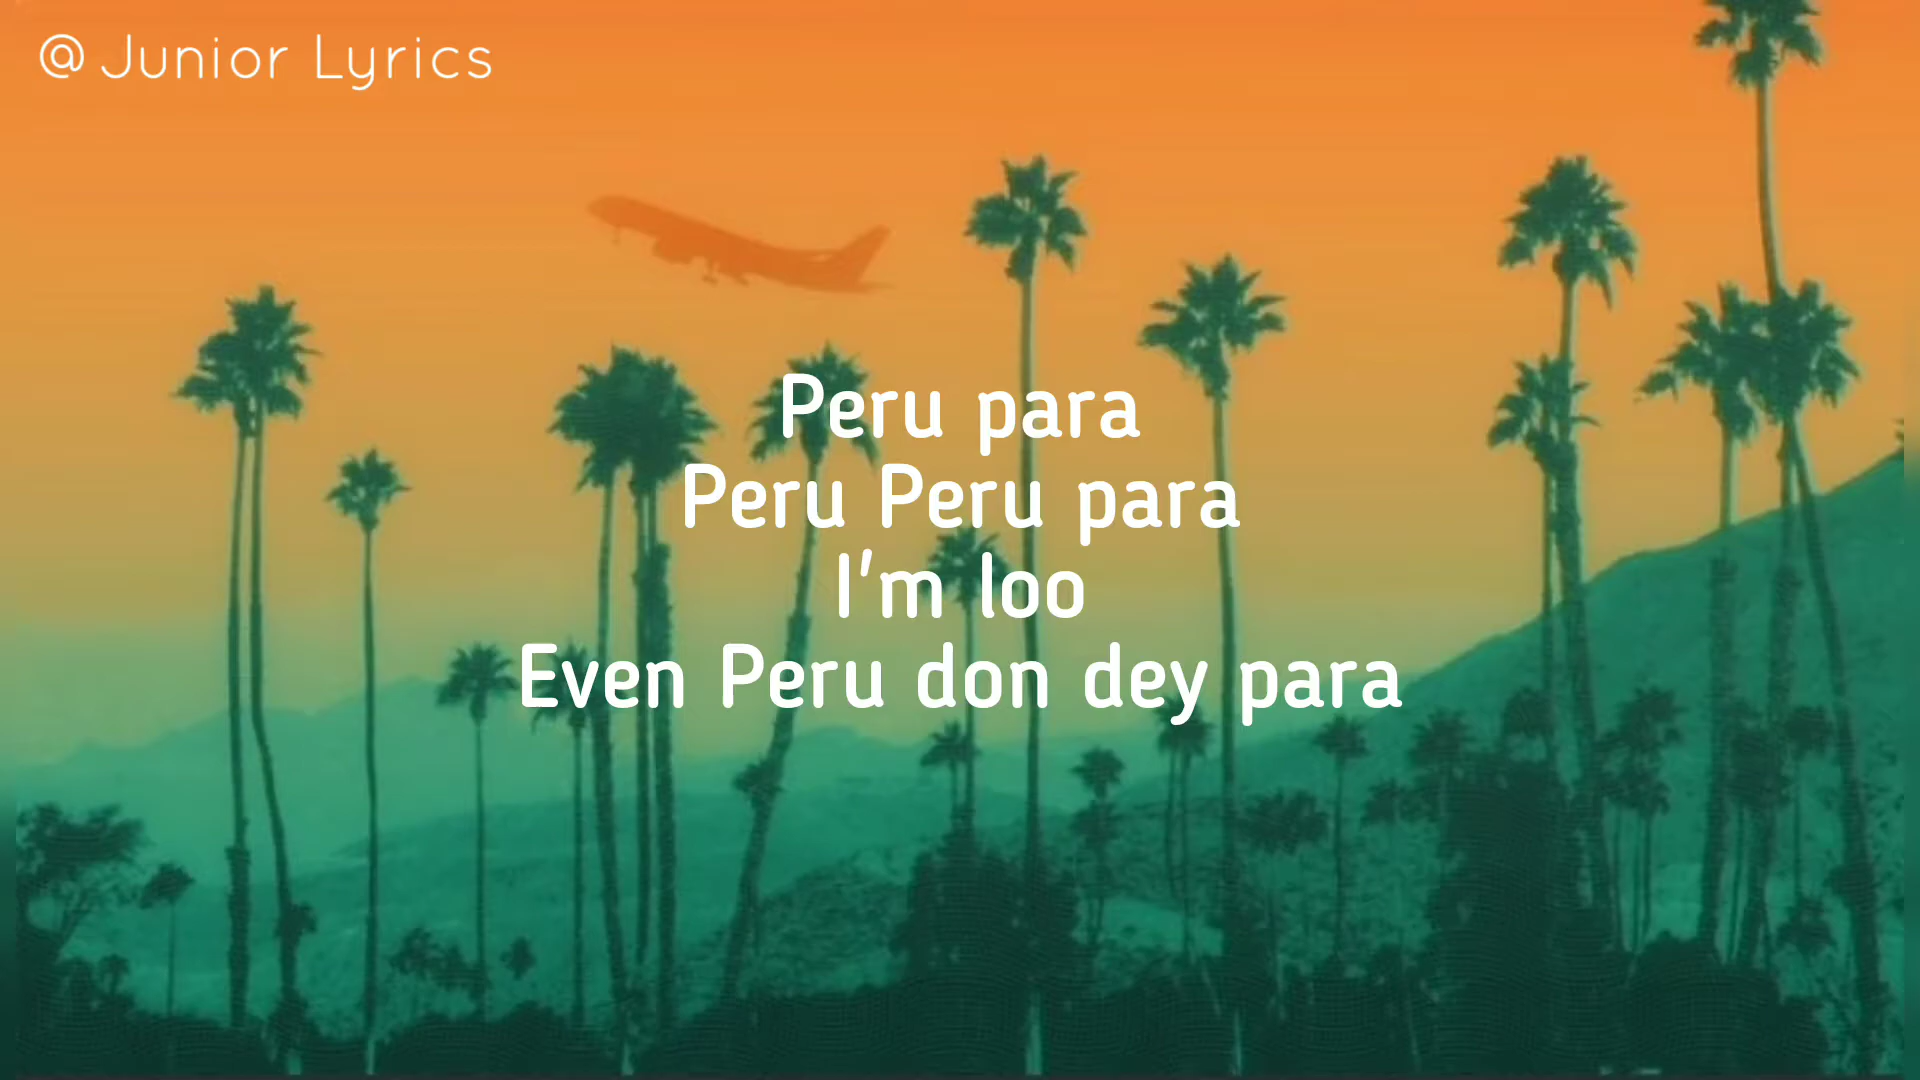 @Junior Lyrics
Peru para
Peru Peru para
I'm loo
Even Peru don dey para